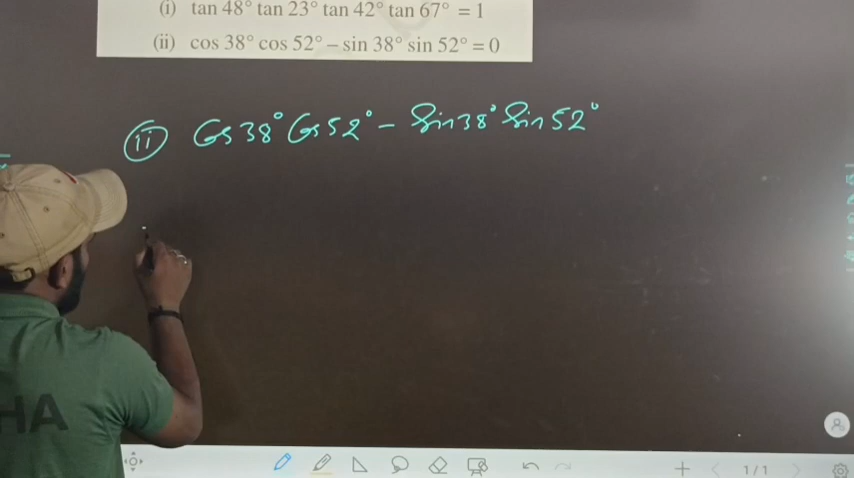 (i) tan 48° tan 23° tan 42° tan 67° = 1
(ii) cos 38° cos 52° – sin 38° sin 52° = 0
(ii) Cos 38° Cos 52° - Sin 38° Sin 52°
HA
1 / 1